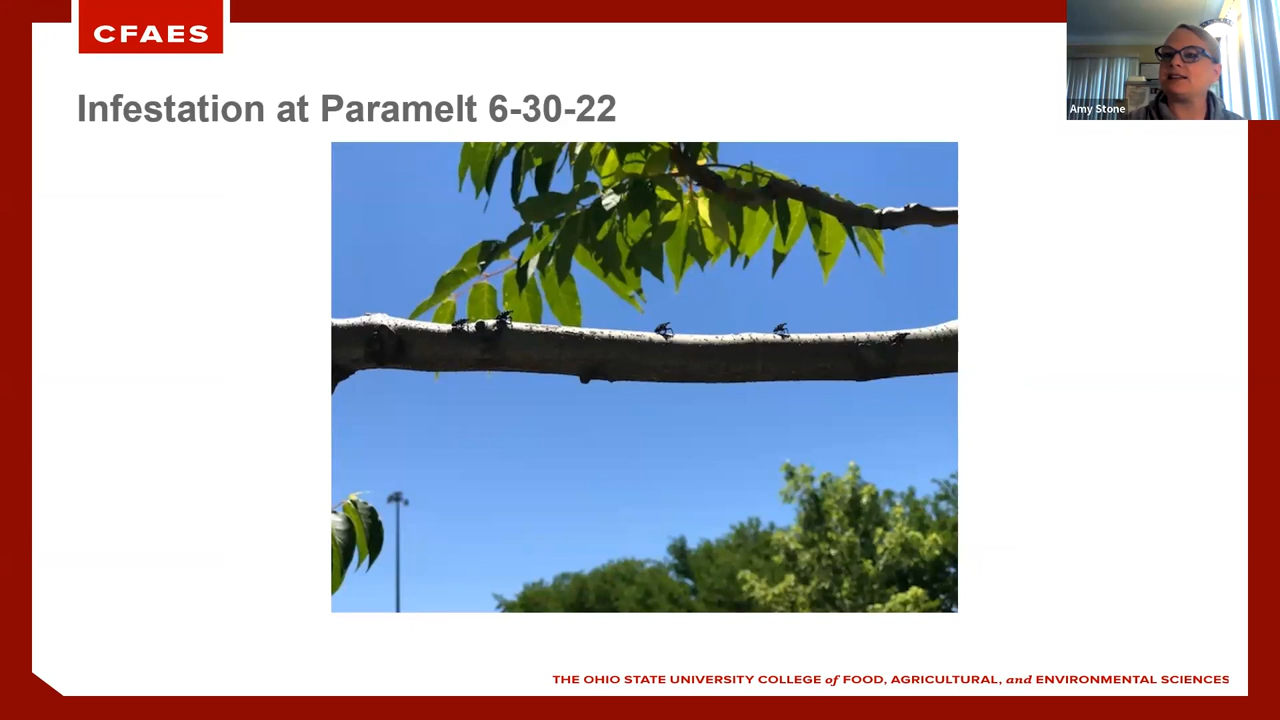 CFAES
Infestation at Paramelt 6-30-22
Amy Stone
THE OHIO STATE UNIVERSITY COLLEGE of FOOD, AGRICULTURAL, and ENVIRONMENTAL SCIENCES